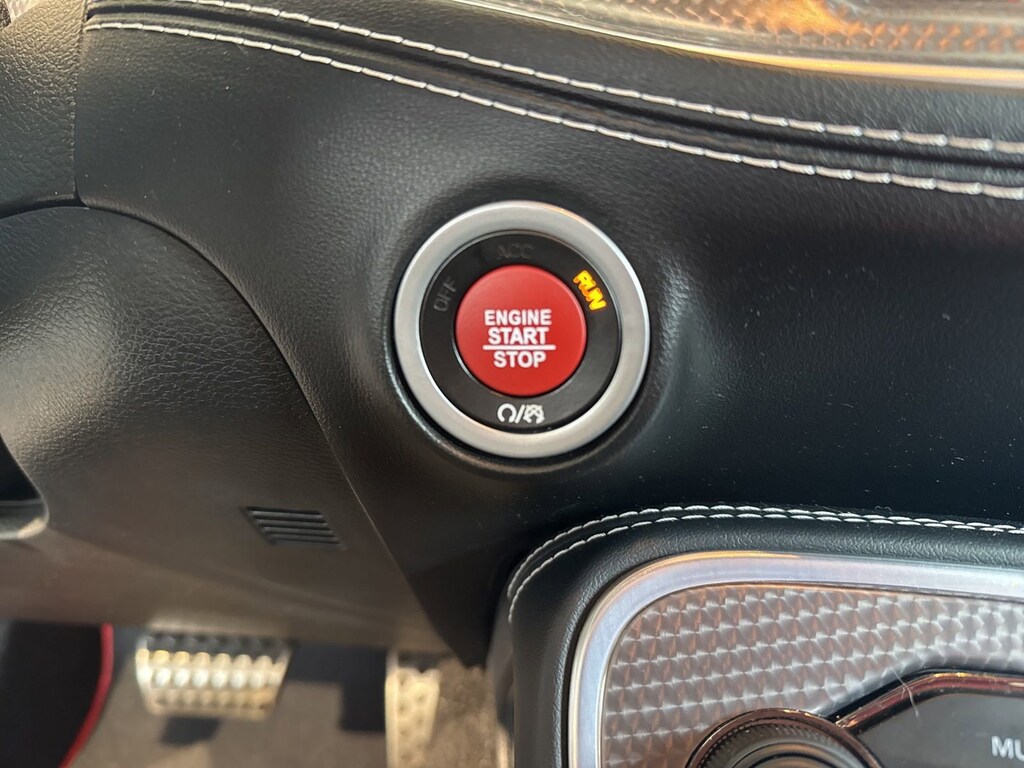 ACC
OFF
RUN
ENGINE
START
STOP
MU